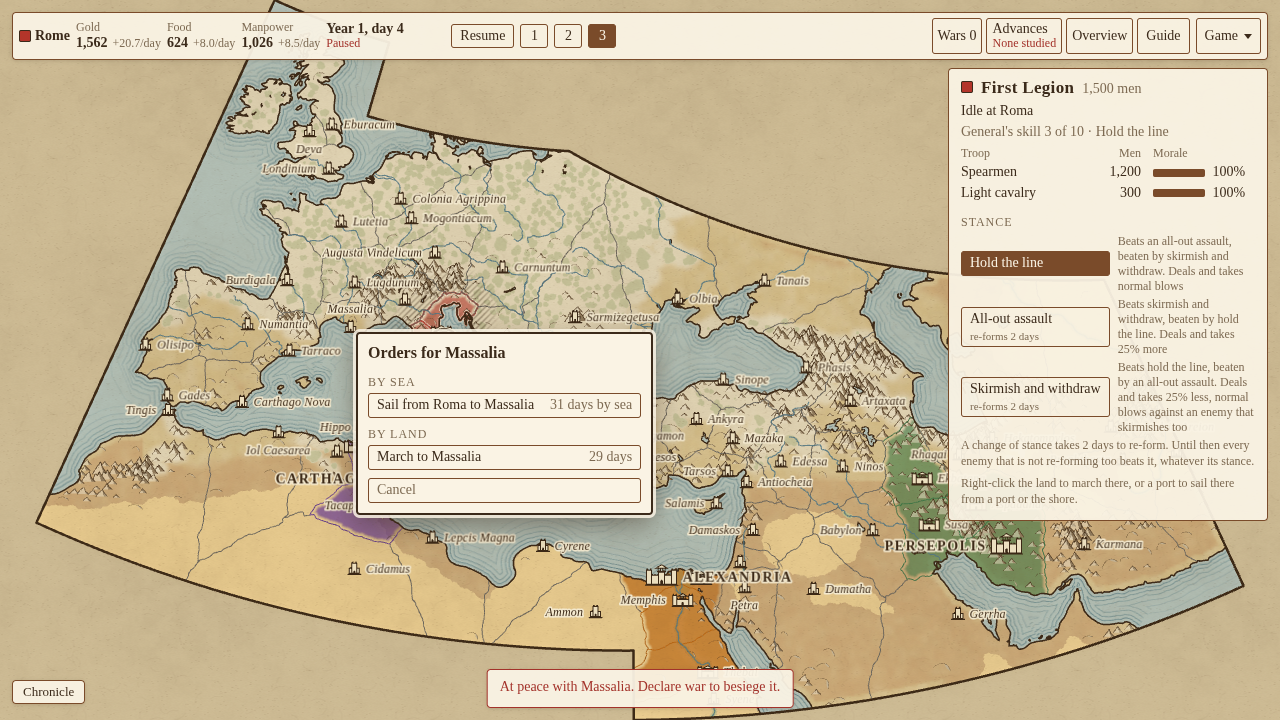 Rome
Gold
1,562 +20.7/day
Food
624 +8.0/day
Manpower
1,026 +8.5/day
Year 1, day 4
Paused
Resume
1
2
3
Wars 0
Advances
None studied
Overview
Guide
Game
First Legion 1,500 men
Idle at Roma
General's skill 3 of 10 · Hold the line
Troop Men Morale
Spearmen 1,200 100%
Light cavalry 300 100%
STANCE
Hold the line
Beats an all-out assault,
beaten by skirmish and
withdraw. Deals and takes
normal blows
All-out assault
re-forms 2 days
Beats skirmish and
withdraw, beaten by hold
the line. Deals and takes
25% more
Skirmish and withdraw
re-forms 2 days
Beats hold the line, beaten
by an all-out assault. Deals
and takes 25% less, normal
blows against an enemy that
skirmishes too
A change of stance takes 2 days to re-form. Until then every
enemy that is not re-forming too beats it, whatever its stance.
Right-click the land to march there, or a port to sail there
from a port or the shore.
Eburacum
Deva
Londinium
Colonia Agrippina
Lutetia
Mogontiacum
Augusta Vindelicum
Carnuntum
Burdigala
Lugdunum
Massalia
Numantia
Sarmizegetusa
Olbia
Tanais
Olisipo
Tarraco
Sinope
Phasis
Gades
Carthago Nova
Tingis
Artaxata
Hippo
Ankyra
Iol Caesarea
Mazaka
Edessa
Ninos
Rhagai
Tarsos
Antiocheia
CARTHAG
Tacap
Salamis
Lepcis Magna
Damaskos
Babylon
Susa
Cyrene
PERSEPOLIS
Karmana
Cidamus
ALEXANDRIA
Memphis
Petra
Dumatha
Ammon
Gerrha
Orders for Massalia
BY SEA
Sail from Roma to Massalia 31 days by sea
BY LAND
March to Massalia 29 days
Cancel
At peace with Massalia. Declare war to besiege it.
Chronicle